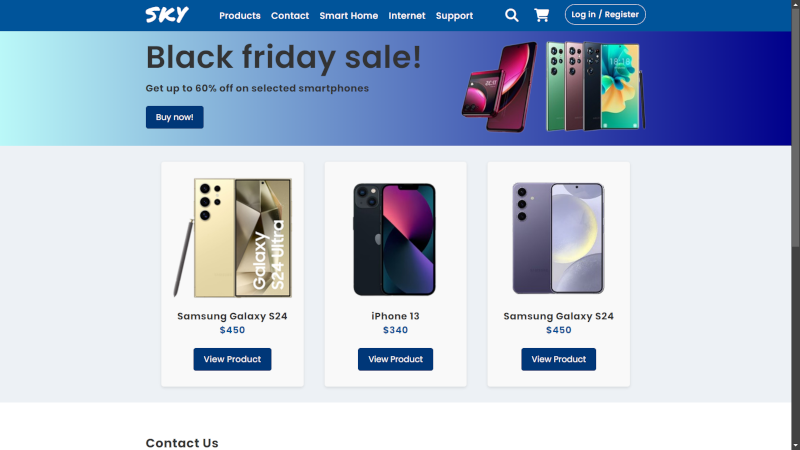 SKY
Products Contact Smart Home Internet Support
Log in / Register
Black friday sale!
Get up to 60% off on selected smartphones
Buy now!
Galaxy
S24 Ultra
Samsung Galaxy S24
$450
View Product
iPhone 13
$340
View Product
Samsung Galaxy S24
$450
View Product
Contact Us